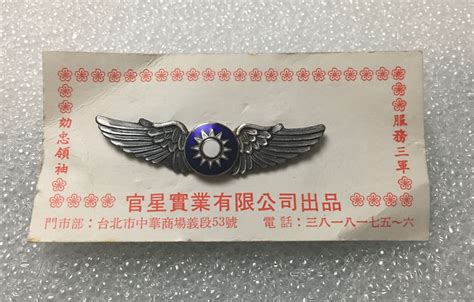 効忠領袖
服務三軍
官星實業有限公司出品
門市部：台北市中華商場義段53號　電話：三八一八一七五～六